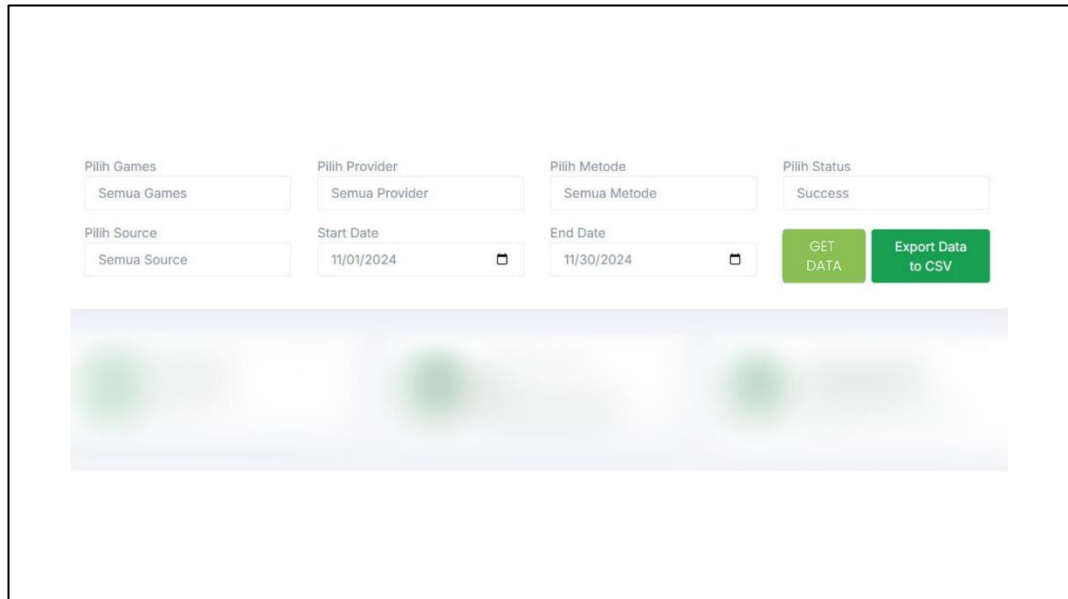 Pilih Games
Pilih Provider
Pilih Metode
Pilih Status
Semua Games
Semua Provider
Semua Metode
Success
Pilih Source
Start Date
End Date
Semua Source
11/01/2024
11/30/2024
GET
DATA
Export Data
to CSV